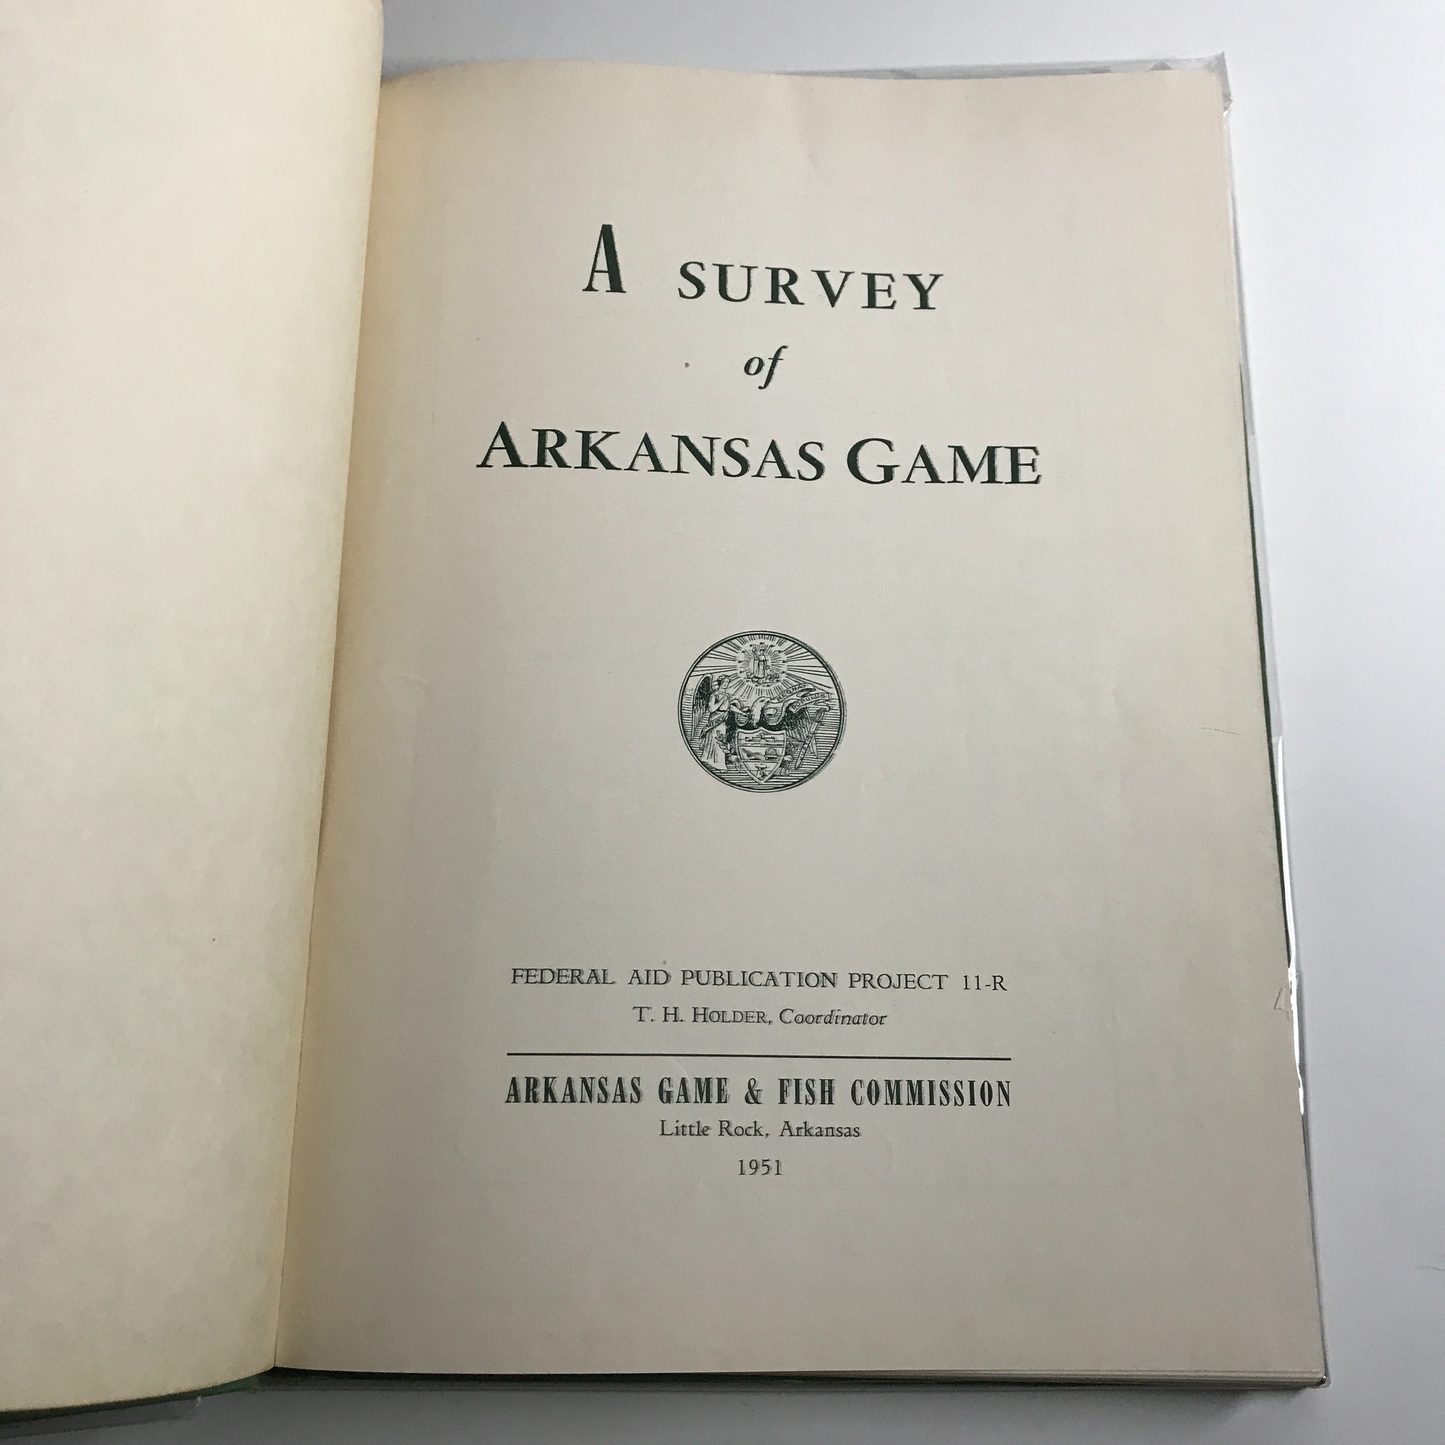 A SURVEY
of
ARKANSAS GAME
FEDERAL AID PUBLICATION PROJECT 11-R
T. H. HOLDER, Coordinator
ARKANSAS GAME & FISH COMMISSION
Little Rock, Arkansas
1951